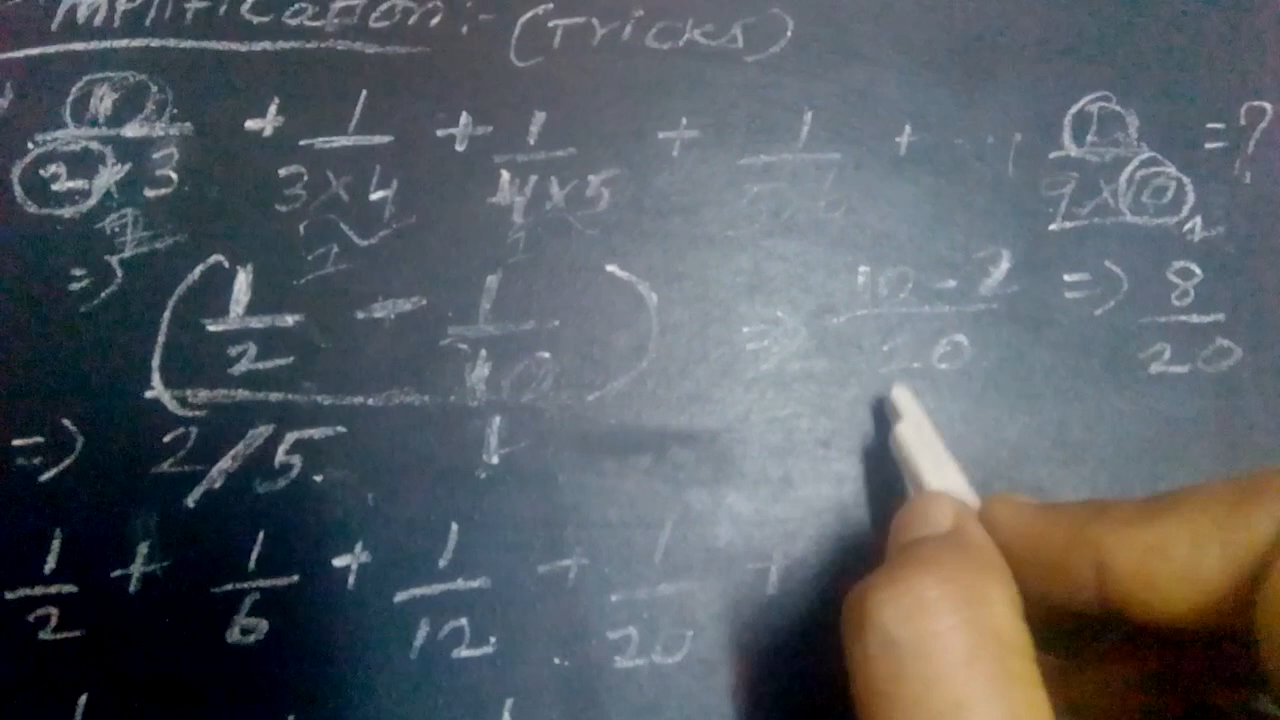 mplification:- (Tricks)
1/2×3 + 1/3×4 + 1/4×5 + 1/ + ... 1/9×10 = ?
=> (1/2 - 1/10) => 10-2/20 => 8/20
=> 2/5.
1/2 + 1/6 + 1/12 + 1/20 +